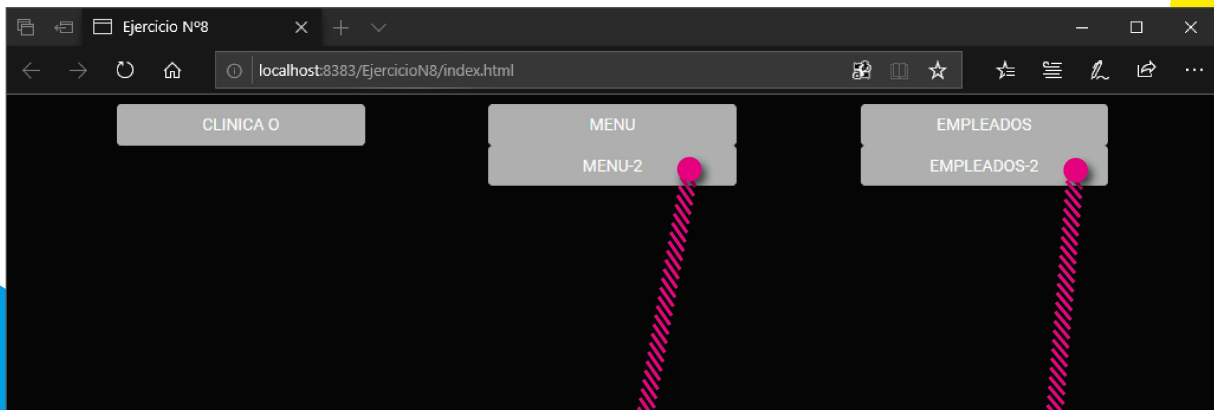 Ejercicio Nº8
localhost:8383/EjercicioN8/index.html
CLINICA O
MENU
EMPLEADOS
MENU-2
EMPLEADOS-2